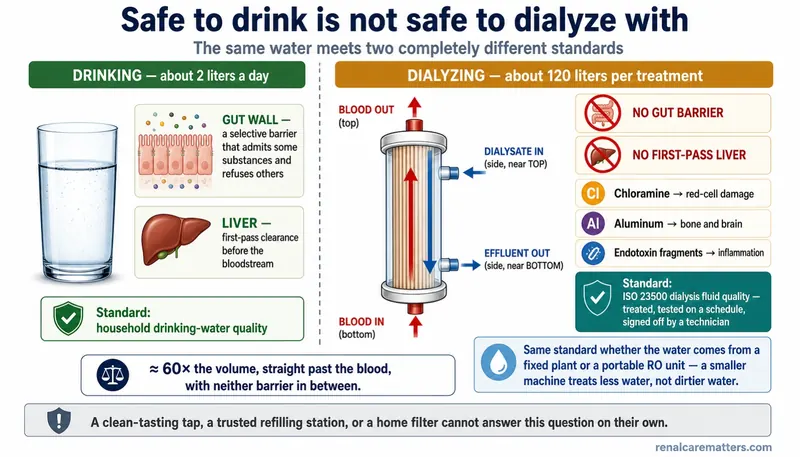 Safe to drink is not safe to dialyze with
The same water meets two completely different standards
DRINKING — about 2 liters a day
GUT WALL —
a selective barrier
that admits some
substances and
refuses others
LIVER —
first-pass clearance
before the
bloodstream
Standard:
household drinking-water quality
DIALYZING — about 120 liters per treatment
BLOOD OUT
(top)
DIALYSATE IN
(side, near TOP)
EFFLUENT OUT
(side, near BOTTOM)
BLOOD IN
(bottom)
NO GUT BARRIER
NO FIRST-PASS LIVER
Cl Chloramine → red-cell damage
Al Aluminum → bone and brain
Endotoxin fragments → inflammation
Standard:
ISO 23500 dialysis fluid quality —
treated, tested on a schedule,
signed off by a technician
≈ 60× the volume, straight past the blood,
with neither barrier in between.
Same standard whether the water comes from a
fixed plant or a portable RO unit — a smaller
machine treats less water, not dirtier water.
A clean-tasting tap, a trusted refilling station, or a home filter cannot answer this question on their own.
renalcarematters.com